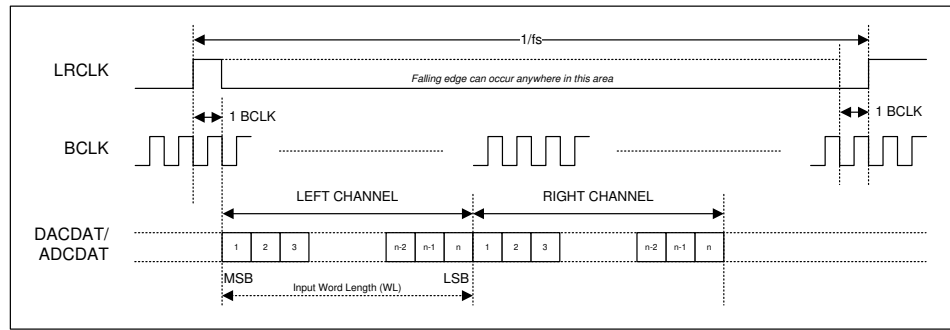 1/fs
LRCLK
Falling edge can occur anywhere in this area
1 BCLK
1 BCLK
BCLK
LEFT CHANNEL
RIGHT CHANNEL
DACDAT/
ADCDAT
1 2 3 n-2 n-1 n 1 2 3 n-2 n-1 n
MSB
LSB
Input Word Length (WL)